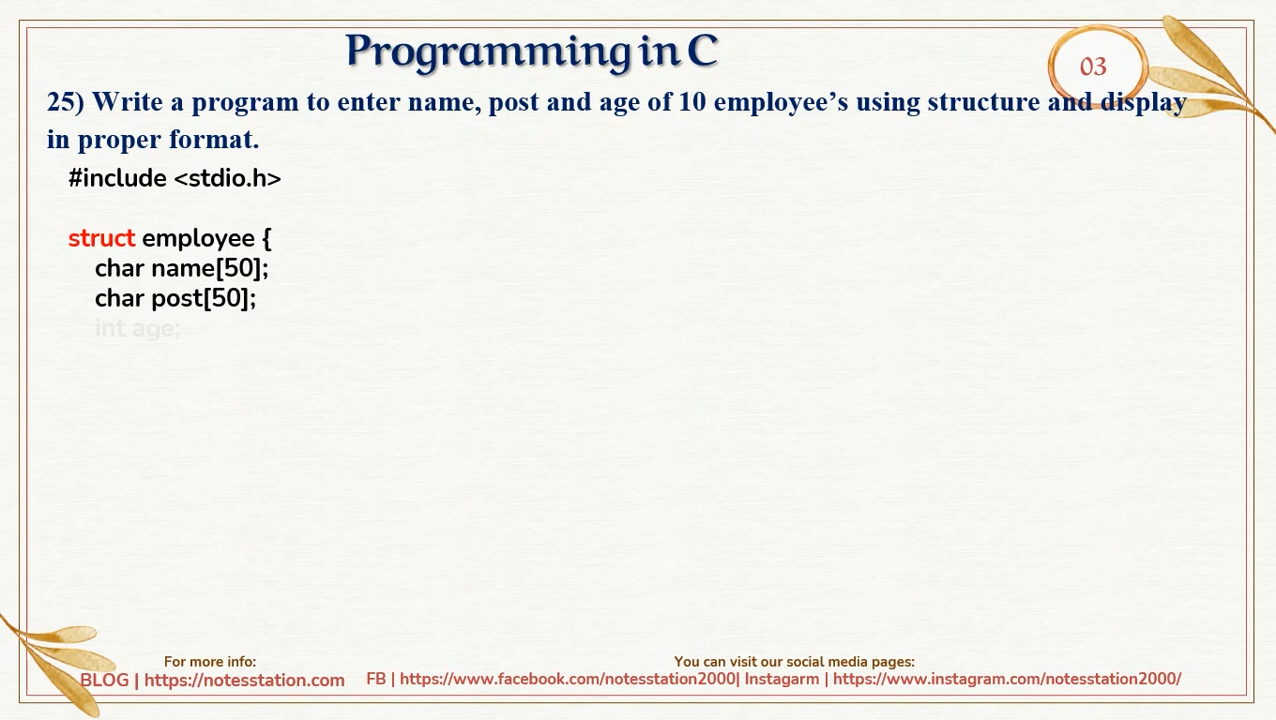 Programming in C
03
25) Write a program to enter name, post and age of 10 employee’s using structure and display
in proper format.
#include <stdio.h>
struct employee {
char name[50];
char post[50];
int age;
For more info:
You can visit our social media pages:
BLOG | https://notesstation.com
FB | https://www.facebook.com/notesstation2000| Instagarm | https://www.instagram.com/notesstation2000/